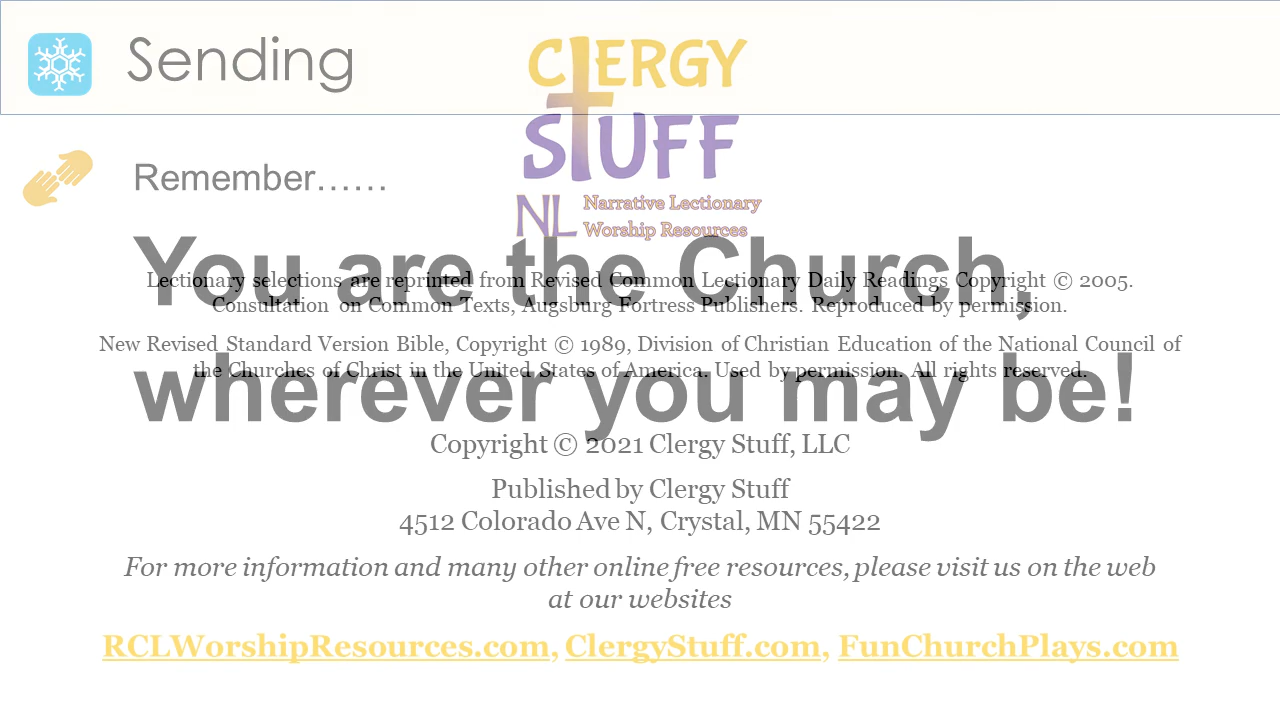 Sending
CLERGY
STUFF
NL Narrative Lectionary
Worship Resources
Remember……
You are the Church,
wherever you may be!
Lectionary selections are reprinted from Revised Common Lectionary Daily Readings Copyright © 2005.
Consultation on Common Texts, Augsburg Fortress Publishers. Reproduced by permission.
New Revised Standard Version Bible, Copyright © 1989, Division of Christian Education of the National Council of
the Churches of Christ in the United States of America. Used by permission. All rights reserved.
Copyright © 2021 Clergy Stuff, LLC
Published by Clergy Stuff
4512 Colorado Ave N, Crystal, MN 55422
For more information and many other online free resources, please visit us on the web
at our websites
RCLWorshipResources.com, ClergyStuff.com, FunChurchPlays.com